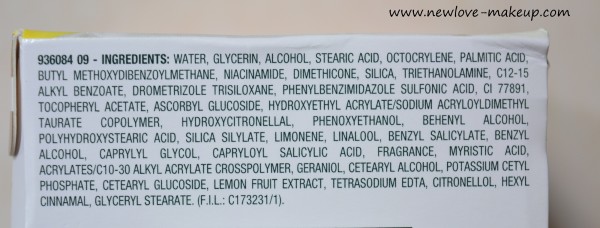 www.newlove-makeup.com
936084 09 - INGREDIENTS: WATER, GLYCERIN, ALCOHOL, STEARIC ACID, OCTOCRYLENE, PALMITIC ACID,
BUTYL METHOXYDIBENZOYLMETHANE, NIACINAMIDE, DIMETHICONE, SILICA, TRIETHANOLAMINE, C12-15
ALKYL BENZOATE, DROMETRIZOLE TRISILOXANE, PHENYLBENZIMIDAZOLE SULFONIC ACID, CI 77891,
TOCOPHERYL ACETATE, ASCORBYL GLUCOSIDE, HYDROXYETHYL ACRYLATE/SODIUM ACRYLOYLDIMETHYL
TAURATE COPOLYMER, HYDROXYCITRONELLAL, PHENOXYETHANOL, BEHENYL ALCOHOL,
POLYHYDROXYSTEARIC ACID, SILICA SILYLATE, LIMONENE, LINALOOL, BENZYL SALICYLATE, BENZYL
ALCOHOL, CAPRYLYL GLYCOL, CAPRYLOYL SALICYLIC ACID, FRAGRANCE, MYRISTIC ACID,
ACRYLATES/C10-30 ALKYL ACRYLATE CROSSPOLYMER, GERANIOL, CETEARYL ALCOHOL, POTASSIUM CETYL
PHOSPHATE, CETEARYL GLUCOSIDE, LEMON FRUIT EXTRACT, TETRASODIUM EDTA, CITRONELLOL, HEXYL
CINNAMAL, GLYCERYL STEARATE. (F.I.L.: C173231/1).